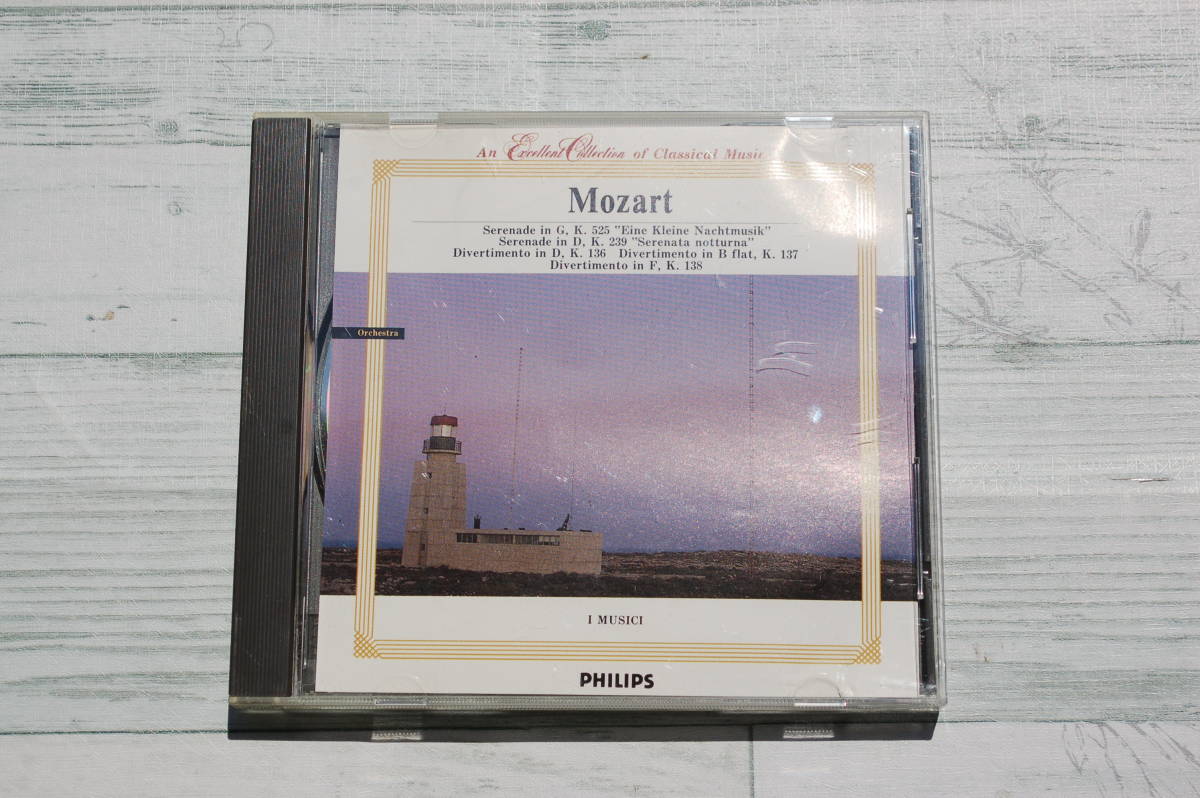 An Excellent Collection of Classical Music
Mozart
Serenade in G, K. 525 "Eine Kleine Nachtmusik"
Serenade in D, K. 239 "Serenata notturna"
Divertimento in D, K. 136 Divertimento in B flat, K. 137
Divertimento in F, K. 138
Orchestra
I MUSICI
PHILIPS